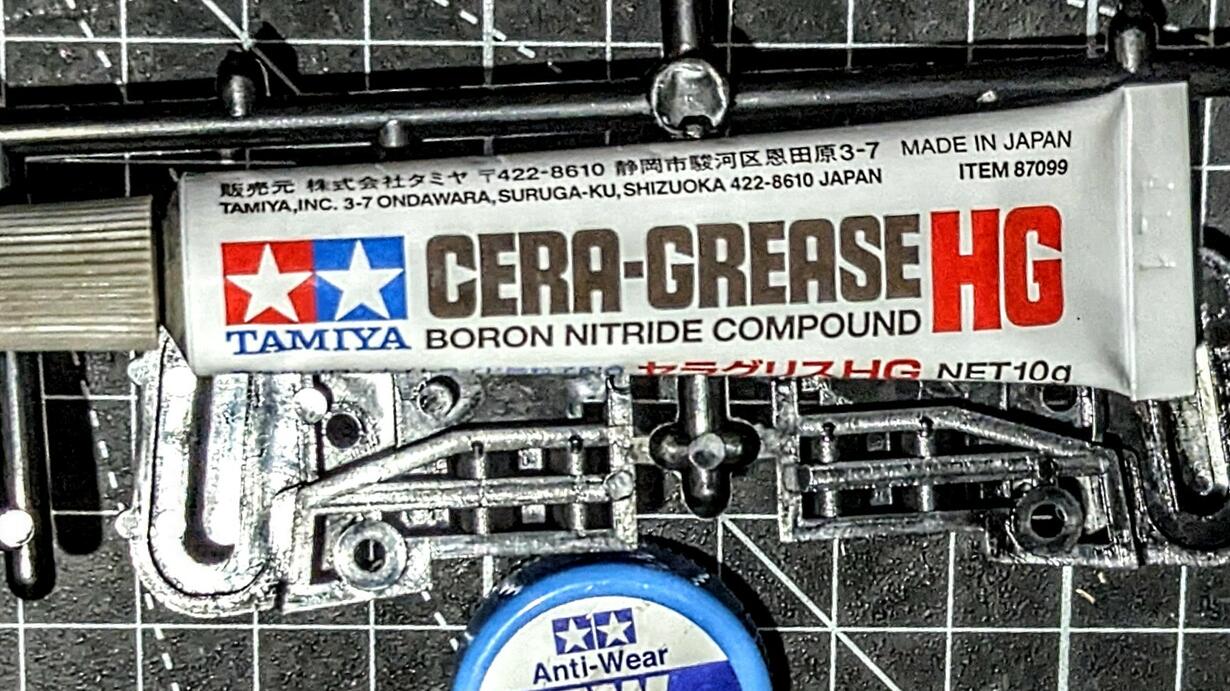 販売元 株式会社タミヤ 〒422-8610 静岡市駿河区恩田原3-7
TAMIYA,INC. 3-7 ONDAWARA,SURUGA-KU,SHIZUOKA 422-8610 JAPAN
MADE IN JAPAN
ITEM 87099
TAMIYA
CERA-GREASE HG
BORON NITRIDE COMPOUND
セラグリスHG NET10g
Anti-Wear